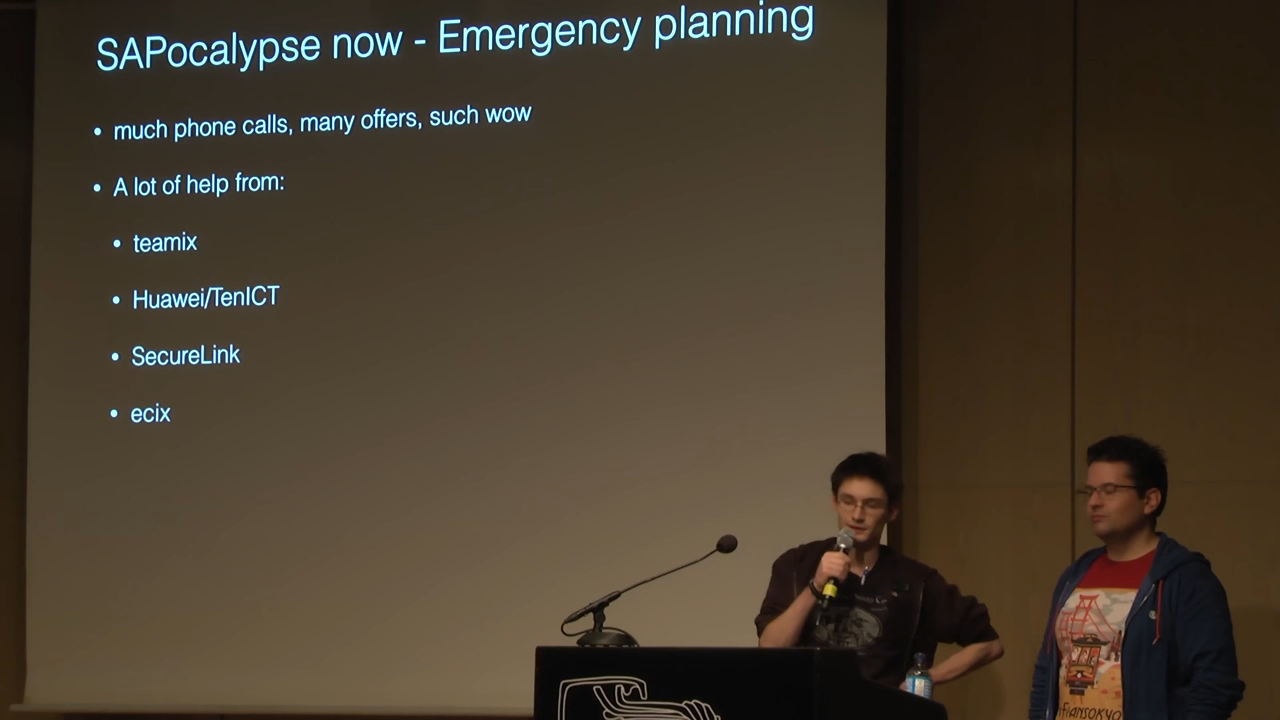 SAPocalypse now - Emergency planning
• much phone calls, many offers, such wow
• A lot of help from:
• teamix
• Huawei/TenICT
• SecureLink
• ecix